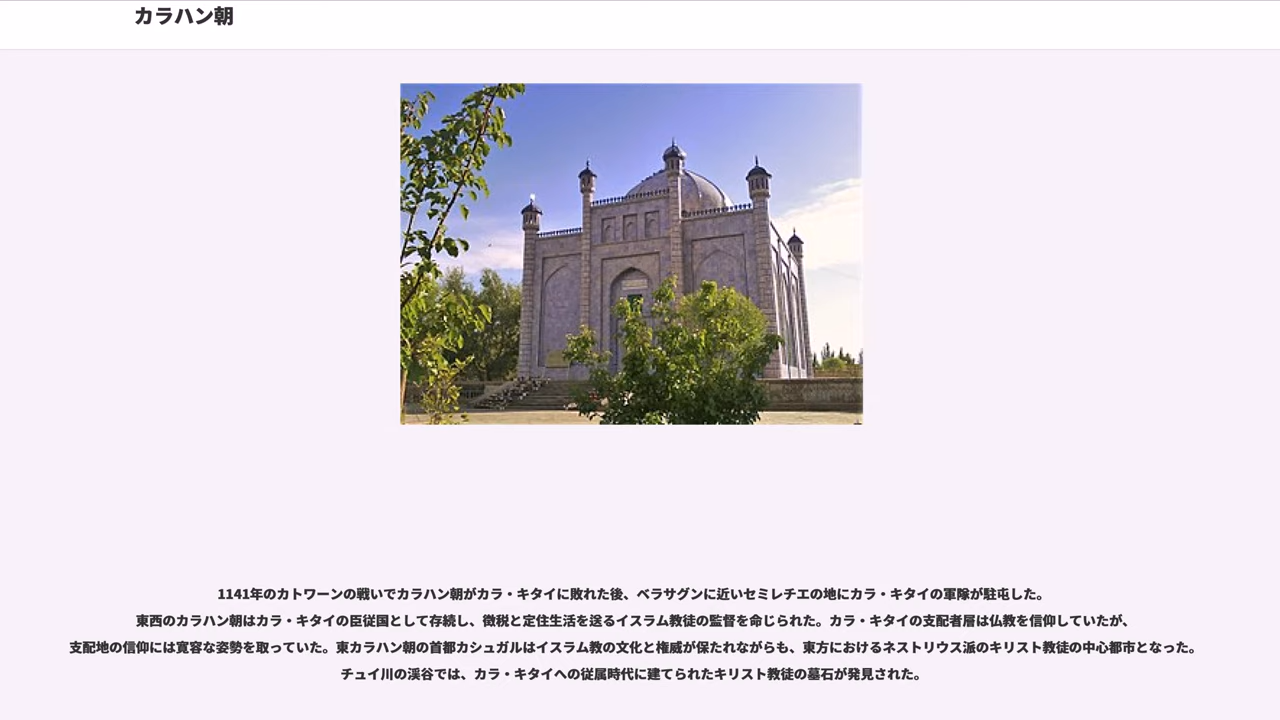 カラハン朝
1141年のカトワーンの戦いでカラハン朝がカラ・キタイに敗れた後、ベラサグンに近いセミレチエの地にカラ・キタイの軍隊が駐屯した。
東西のカラハン朝はカラ・キタイの臣従国として存続し、徴税と定住生活を送るイスラム教徒の監督を命じられた。カラ・キタイの支配者層は仏教を信仰していたが、
支配地の信仰には寛容な姿勢を取っていた。東カラハン朝の首都カシュガルはイスラム教の文化と権威が保たれながらも、東方におけるネストリウス派のキリスト教徒の中心都市となった。
チュイ川の渓谷では、カラ・キタイへの従属時代に建てられたキリスト教徒の墓石が発見された。